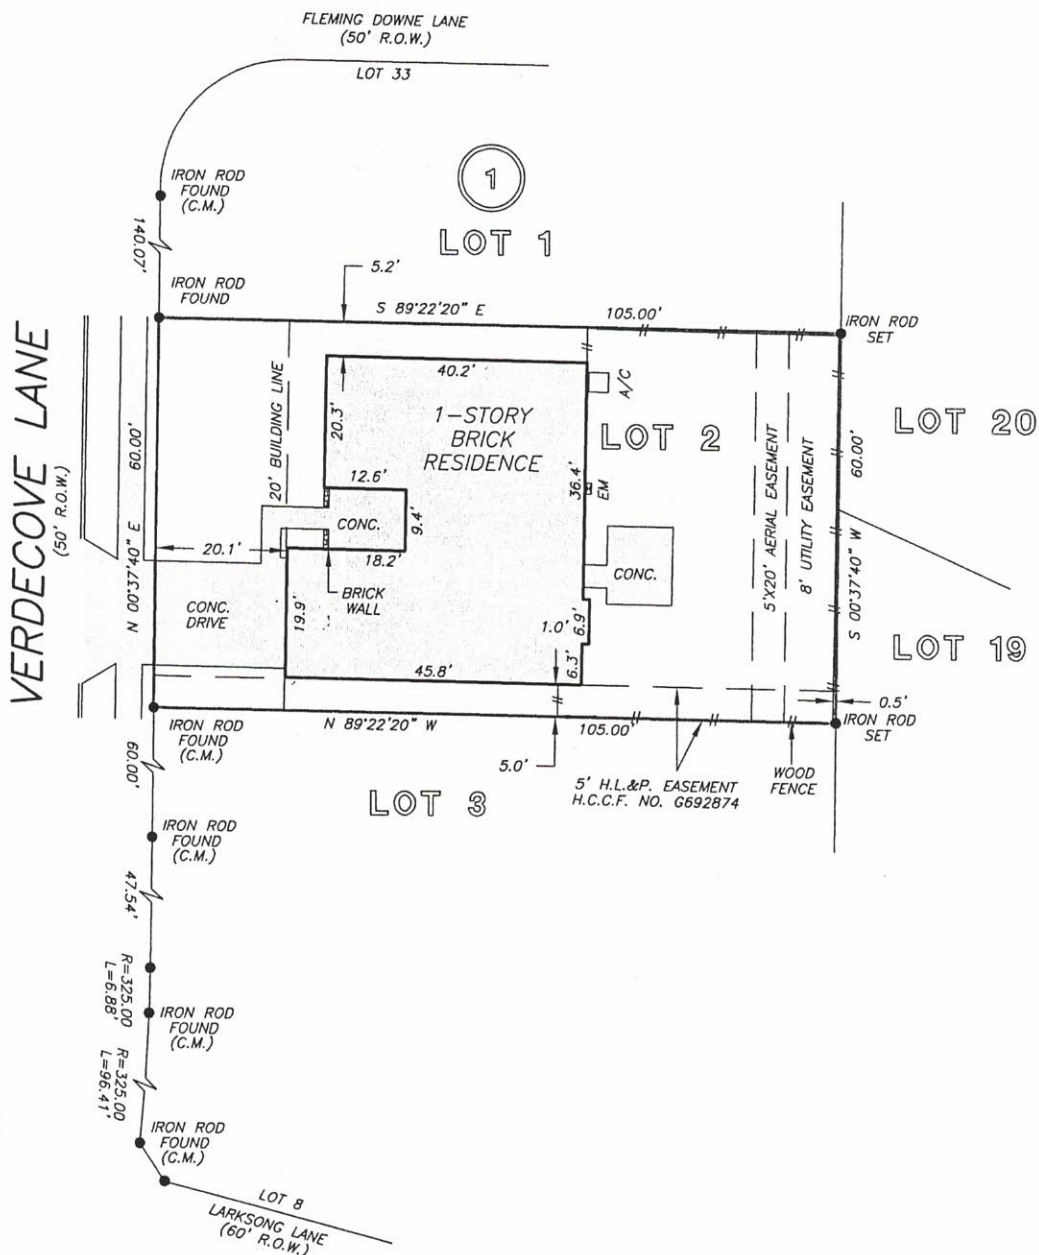 FLEMING DOWNE LANE
(50' R.O.W.)
LOT 33
IRON ROD
FOUND
(C.M.)
1
LOT 1
140.07'
5.2'
IRON ROD
FOUND
S 89°22'20" E
105.00'
IRON ROD
SET
VERDECOVE LANE
(50' R.O.W.)
N 00°37'40" E
60.00'
20' BUILDING LINE
40.2'
20.3'
1-STORY
BRICK
RESIDENCE
A/C
LOT 2
LOT 20
12.6'
36.4'
EM
5'X20' AERIAL EASEMENT
8' UTILITY EASEMENT
60.00'
S 00°37'40" W
CONC.
9.4'
20.1'
18.2'
CONC.
DRIVE
BRICK
WALL
CONC.
19.9'
1.0'
6.9'
6.3'
45.8'
LOT 19
0.5'
IRON ROD
FOUND
(C.M.)
N 89°22'20" W
105.00'
IRON ROD
SET
5.0'
5' H.L.&P. EASEMENT
H.C.C.F. NO. G692874
WOOD
FENCE
60.00'
LOT 3
IRON ROD
FOUND
(C.M.)
47.54'
R=325.00
L=6.88'
IRON ROD
FOUND
(C.M.)
R=325.00
L=96.41'
IRON ROD
FOUND
(C.M.)
LOT 8
LARKSONG LANE
(60' R.O.W.)